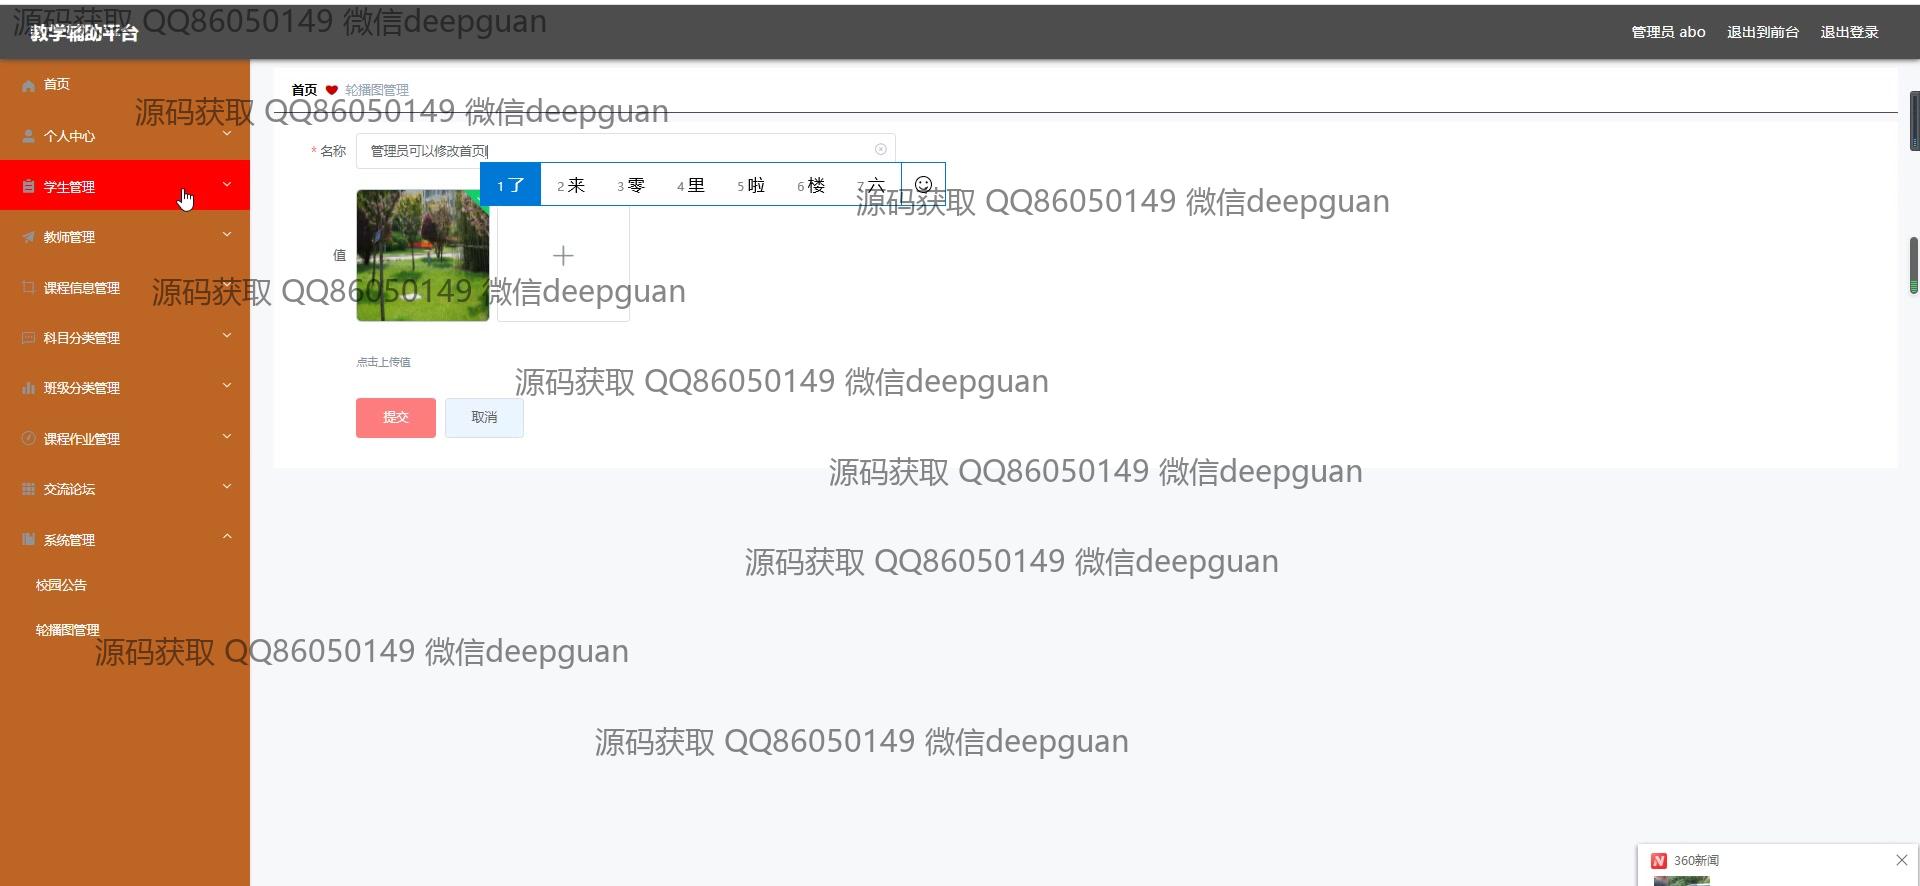 教学辅助平台
源码获取 QQ86050149 微信deepguan
管理员 abo 退出到前台 退出登录
首页
首页 轮播图管理
源码获取 QQ86050149 微信deepguan
个人中心
* 名称 管理员可以修改首页l
1 了 2 来 3 零 4 里 5 啦 6 楼 7 六
学生管理
源码获取 QQ86050149 微信deepguan
教师管理
值
课程信息管理
源码获取 QQ86050149 微信deepguan
科目分类管理
点击上传值
班级分类管理
源码获取 QQ86050149 微信deepguan
提交 取消
课程作业管理
源码获取 QQ86050149 微信deepguan
交流论坛
系统管理
源码获取 QQ86050149 微信deepguan
校园公告
轮播图管理
源码获取 QQ86050149 微信deepguan
源码获取 QQ86050149 微信deepguan
N 360新闻